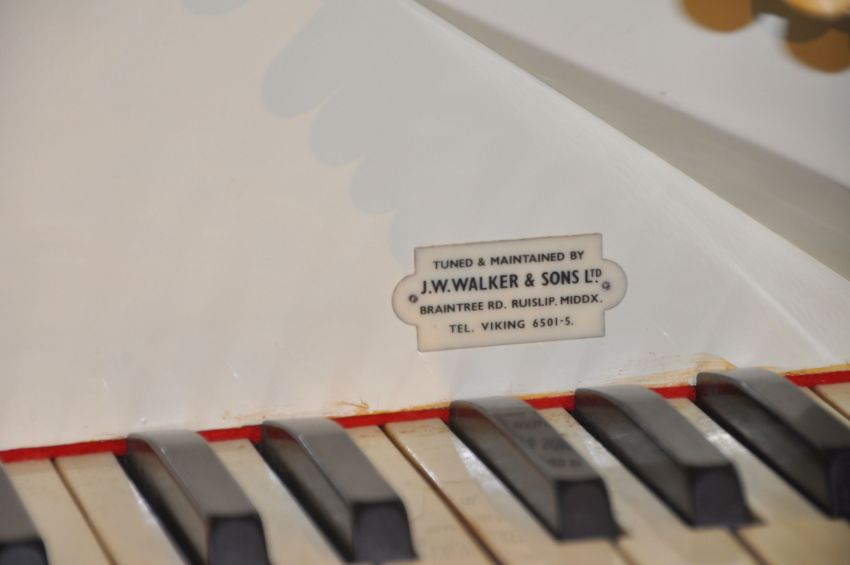 TUNED & MAINTAINED BY
J.W.WALKER & SONS LTD.
BRAINTREE RD. RUISLIP. MIDDX.
TEL. VIKING 6501-5.